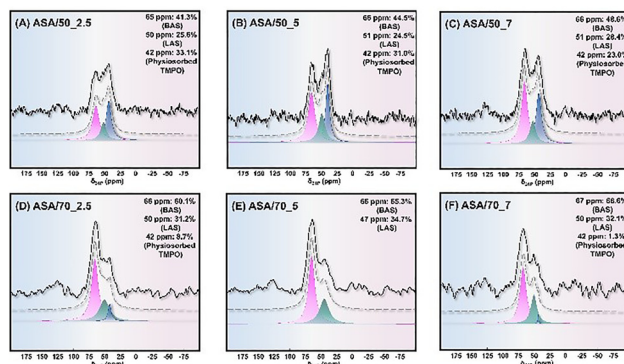 (A) ASA/50_2.5
65 ppm: 41.3%
(BAS)
50 ppm: 25.6%
(LAS)
42 ppm: 33.1%
(Physiosorbed
TMPO)
175 150 125 100 75 50 25 0 -25 -50 -75
(ppm)
(B) ASA/50_5
65 ppm: 44.5%
(BAS)
51 ppm: 24.5%
(LAS)
42 ppm: 31.0%
(Physiosorbed
TMPO)
175 150 125 100 75 50 25 0 -25 -50 -75
(ppm)
(C) ASA/50_7
66 ppm: 48.6%
(BAS)
51 ppm: 28.4%
(LAS)
42 ppm: 23.0%
(Physiosorbed
TMPO)
175 150 125 100 75 50 25 0 -25 -50 -75
(ppm)
(D) ASA/70_2.5
66 ppm: 60.1%
(BAS)
50 ppm: 31.2%
(LAS)
42 ppm: 8.7%
(Physiosorbed
TMPO)
175 150 125 100 75 50 25 0 -25 -50 -75
(ppm)
(E) ASA/70_5
(BAS)
47 ppm: 34.7%
(LAS)
175 150 125 100 75 50 25 0 -25 -50 -75
(ppm)
(F) ASA/70_7
67 ppm: 66.6%
(BAS)
50 ppm: 32.1%
(LAS)
42 ppm: 1.3%
(Physiosorbed
TMPO)
175 150 125 100 75 50 25 0 -25 -50 -75
(ppm)